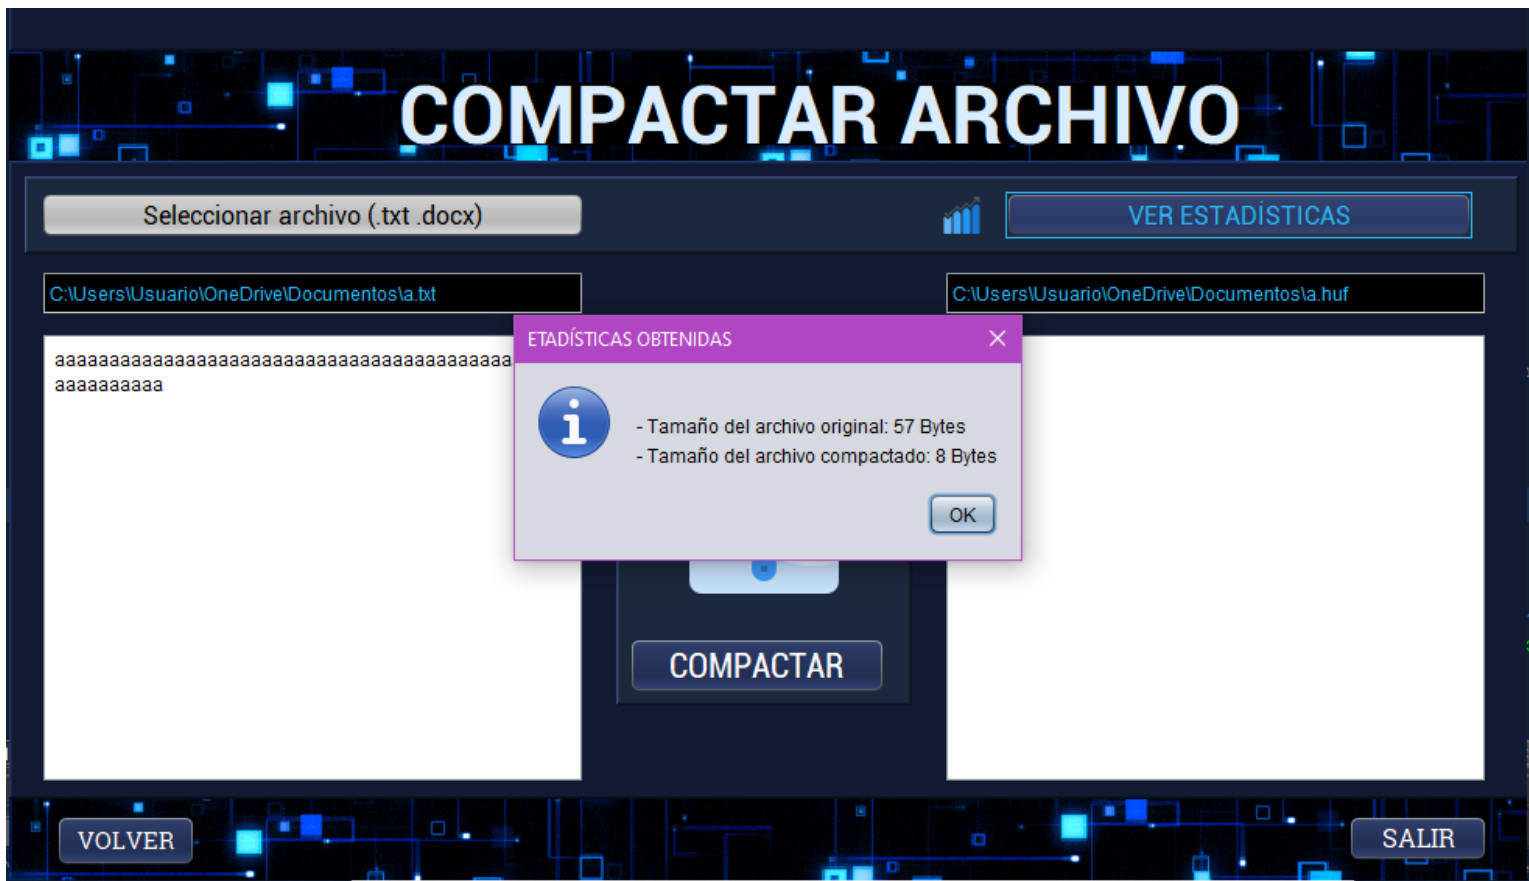 COMPACTAR ARCHIVO
Seleccionar archivo (.txt .docx)
VER ESTADÍSTICAS
C:\Users\Usuario\OneDrive\Documentos\a.txt
C:\Users\Usuario\OneDrive\Documentos\a.huf
aaaaaaaaaaaaaaaaaaaaaaaaaaaaaaaaaaaaaaaaaa
aaaaaaaaaa
ETADÍSTICAS OBTENIDAS
- Tamaño del archivo original: 57 Bytes
- Tamaño del archivo compactado: 8 Bytes
OK
COMPACTAR
VOLVER
SALIR